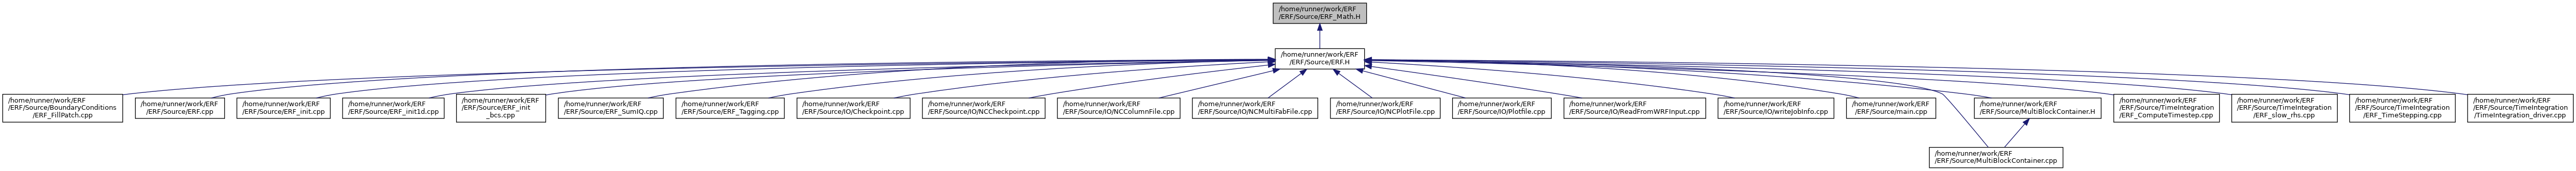 /home/runner/work/ERF
/ERF/Source/ERF_Math.H
/home/runner/work/ERF
/ERF/Source/ERF.H
/home/runner/work/ERF
/ERF/Source/BoundaryConditions
/ERF_FillPatch.cpp
/home/runner/work/ERF
/ERF/Source/ERF.cpp
/home/runner/work/ERF
/ERF/Source/ERF_init.cpp
/home/runner/work/ERF
/ERF/Source/ERF_init1d.cpp
/home/runner/work/ERF
/ERF/Source/ERF_init
_bcs.cpp
/home/runner/work/ERF
/ERF/Source/ERF_SumIQ.cpp
/home/runner/work/ERF
/ERF/Source/ERF_Tagging.cpp
/home/runner/work/ERF
/ERF/Source/IO/Checkpoint.cpp
/home/runner/work/ERF
/ERF/Source/IO/NCCheckpoint.cpp
/home/runner/work/ERF
/ERF/Source/IO/NCColumnFile.cpp
/home/runner/work/ERF
/ERF/Source/IO/NCMultiFabFile.cpp
/home/runner/work/ERF
/ERF/Source/IO/NCPlotFile.cpp
/home/runner/work/ERF
/ERF/Source/IO/Plotfile.cpp
/home/runner/work/ERF
/ERF/Source/IO/ReadFromWRFInput.cpp
/home/runner/work/ERF
/ERF/Source/IO/writeJobInfo.cpp
/home/runner/work/ERF
/ERF/Source/main.cpp
/home/runner/work/ERF
/ERF/Source/MultiBlockContainer.H
/home/runner/work/ERF
/ERF/Source/TimeIntegration
/ERF_ComputeTimestep.cpp
/home/runner/work/ERF
/ERF/Source/TimeIntegration
/ERF_slow_rhs.cpp
/home/runner/work/ERF
/ERF/Source/TimeIntegration
/ERF_TimeStepping.cpp
/home/runner/work/ERF
/ERF/Source/TimeIntegration
/TimeIntegration_driver.cpp
/home/runner/work/ERF
/ERF/Source/MultiBlockContainer.cpp